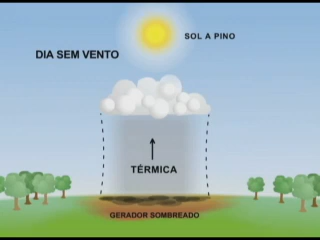 SOL A PINO
DIA SEM VENTO
TÉRMICA
GERADOR SOMBREADO